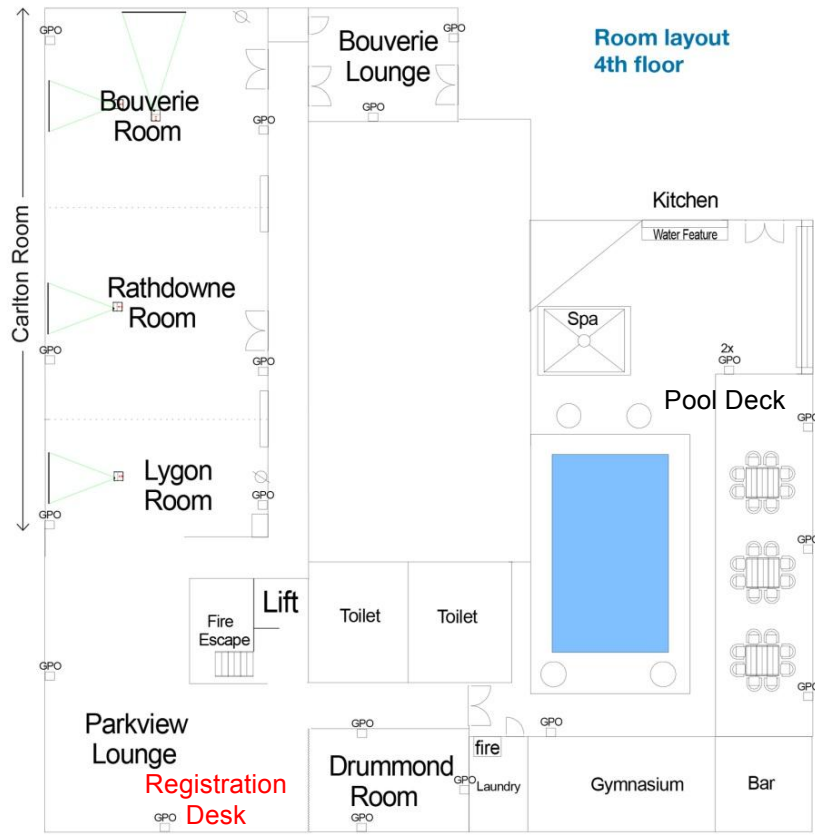 Room layout
4th floor
GPO
Bouverie
Lounge
GPO
GPO
Bouverie
Room
GPO
Carlton Room
Kitchen
Water Feature
Rathdowne
Room
GPO
GPO
Spa
2x
GPO
Pool Deck
GPO
Lygon
Room
GPO
GPO
GPO
Lift
Fire
Escape
Toilet
Toilet
GPO
GPO
Parkview
Lounge
GPO
GPO
Registration
Desk
GPO
Drummond
Room
GPO
GPO
fire
Laundry
Gymnasium
Bar